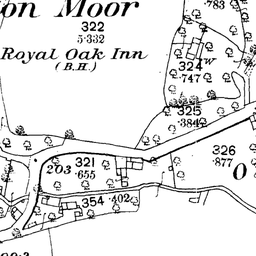 on Moor
.783
322
5.332
Royal Oak Inn
(B.H.)
324
.747
W
325
.384
326
.877
321
.655
203
O
354
.402